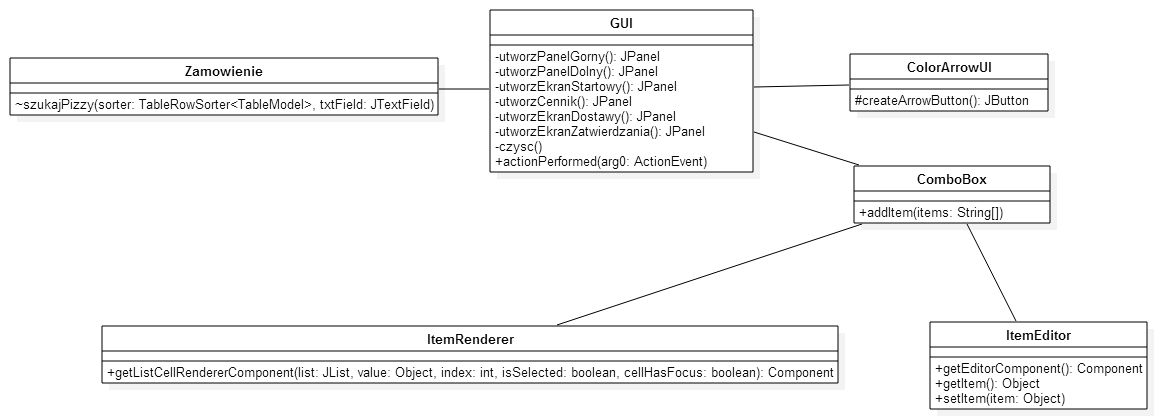 GUI
-utworzPanelGorny(): JPanel
-utworzPanelDolny(): JPanel
-utworzEkranStartowy(): JPanel
-utworzCennik(): JPanel
-utworzEkranDostawy(): JPanel
-utworzEkranZatwierdzania(): JPanel
-czysc()
+actionPerformed(arg0: ActionEvent)
Zamowienie
~szukajPizzy(sorter: TableRowSorter<TableModel>, txtField: JTextField)
ColorArrowUI
#createArrowButton(): JButton
ComboBox
+addItem(items: String[])
ItemRenderer
+getListCellRendererComponent(list: JList, value: Object, index: int, isSelected: boolean, cellHasFocus: boolean): Component
ItemEditor
+getEditorComponent(): Component
+getItem(): Object
+setItem(item: Object)